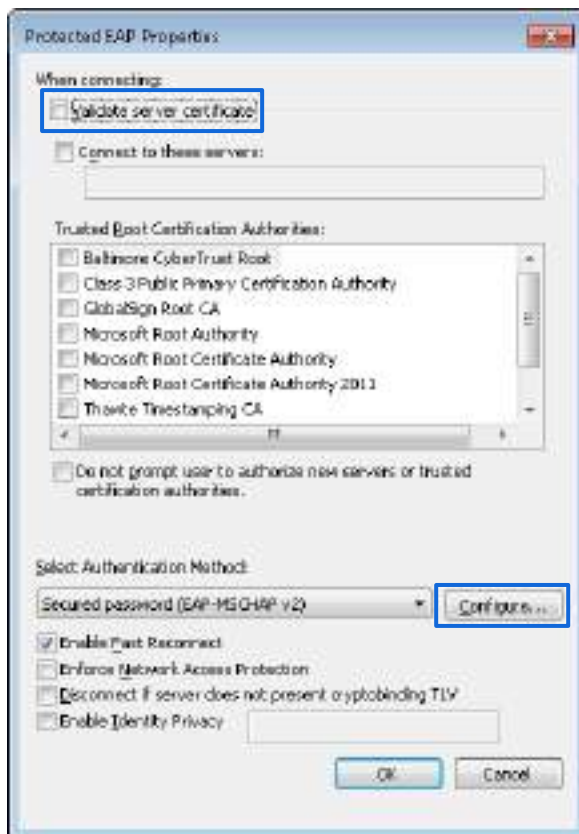 Protected EAP Properties
When connecting:
Validate server certificate
Connect to these servers:
Trusted Root Certification Authorities:
Baltimore CyberTrust Root
Class 3 Public Primary Certification Authority
GlobalSign Root CA
Microsoft Root Authority
Microsoft Root Certificate Authority
Microsoft Root Certificate Authority 2011
Thawte Timestamping CA
Do not prompt user to authorize new servers or trusted
certification authorities.
Select Authentication Method:
Secured password (EAP-MSCHAP v2)
Configure...
Enable Fast Reconnect
Enforce Network Access Protection
Disconnect if server does not present cryptobinding TLV
Enable Identity Privacy
OK
Cancel